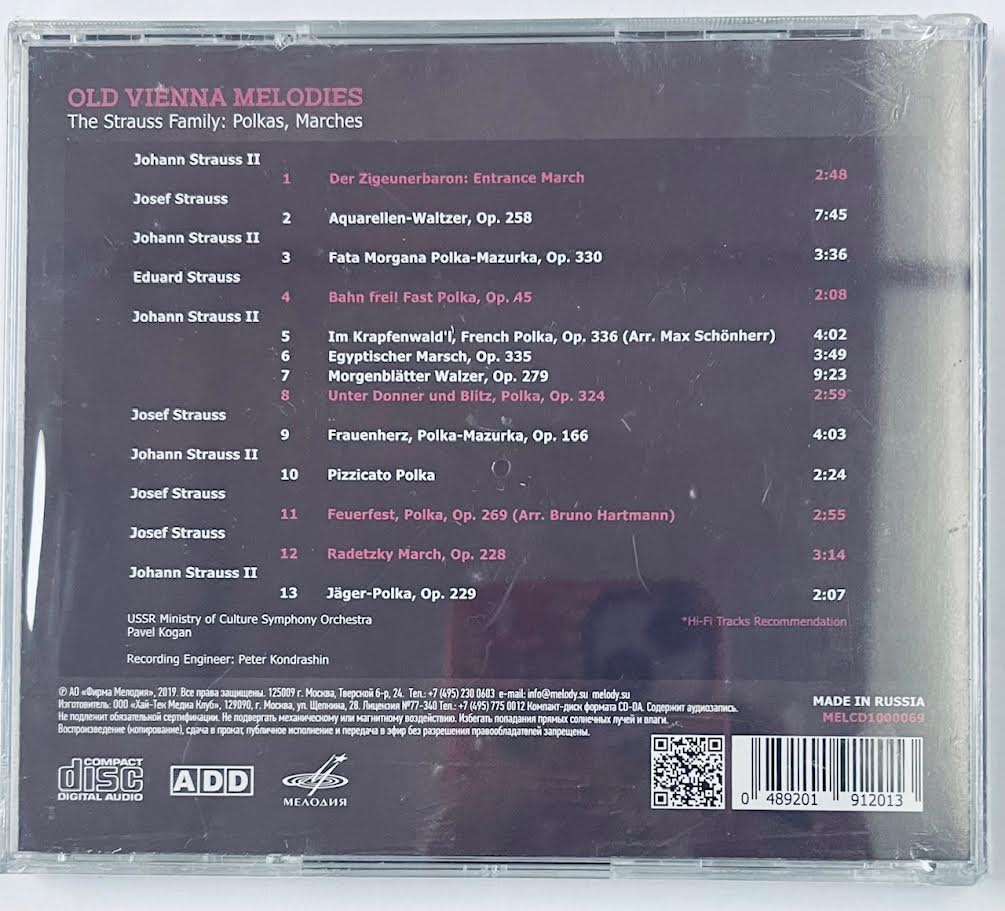 OLD VIENNA MELODIES
The Strauss Family: Polkas, Marches
Johann Strauss II
1 Der Zigeunerbaron: Entrance March 2:48
Josef Strauss
2 Aquarellen-Waltzer, Op. 258 7:45
Johann Strauss II
3 Fata Morgana Polka-Mazurka, Op. 330 3:36
Eduard Strauss
4 Bahn frei! Fast Polka, Op. 45 2:08
Johann Strauss II
5 Im Krapfenwald'l, French Polka, Op. 336 (Arr. Max Schönherr) 4:02
6 Egyptischer Marsch, Op. 335 3:49
7 Morgenblätter Walzer, Op. 279 9:23
8 Unter Donner und Blitz, Polka, Op. 324 2:59
Josef Strauss
9 Frauenherz, Polka-Mazurka, Op. 166 4:03
Johann Strauss II
10 Pizzicato Polka 2:24
Josef Strauss
11 Feuerfest, Polka, Op. 269 (Arr. Bruno Hartmann) 2;55
Josef Strauss
12 Radetzky March, Op. 228 3:14
Johann Strauss II
13 Jäger-Polka, Op. 229 2:07
USSR Ministry of Culture Symphony Orchestra
Pavel Kogan
*Hi-Fi Tracks Recommendation
Recording Engineer: Peter Kondrashin
℗ АО «Фирма Мелодия», 2019. Все права защищены. 125009 г. Москва, Тверской б-р, 24. Тел.: +7 (495) 230 0603 e-mail: info@melody.su melody.su
Изготовитель: ООО «Хай-Тек Медиа Клуб», 129090, г. Москва, ул. Щепкина, 28. Лицензия №77-340 Тел.: +7 (495) 775 0012 Компакт-диск формата CD-DA. Содержит аудиозапись.
Не подлежит обязательной сертификации. Не подвергать механическому или магнитному воздействию. Избегать попадания прямых солнечных лучей и влаги.
Воспроизведение (копирование), сдача в прокат, публичное исполнение и передача в эфир без разрешения правообладателей запрещены.
MADE IN RUSSIA
MELCD1000069
COMPACT
disc
DIGITAL AUDIO
ADD
МЕЛОДИЯ
0 489201 912013